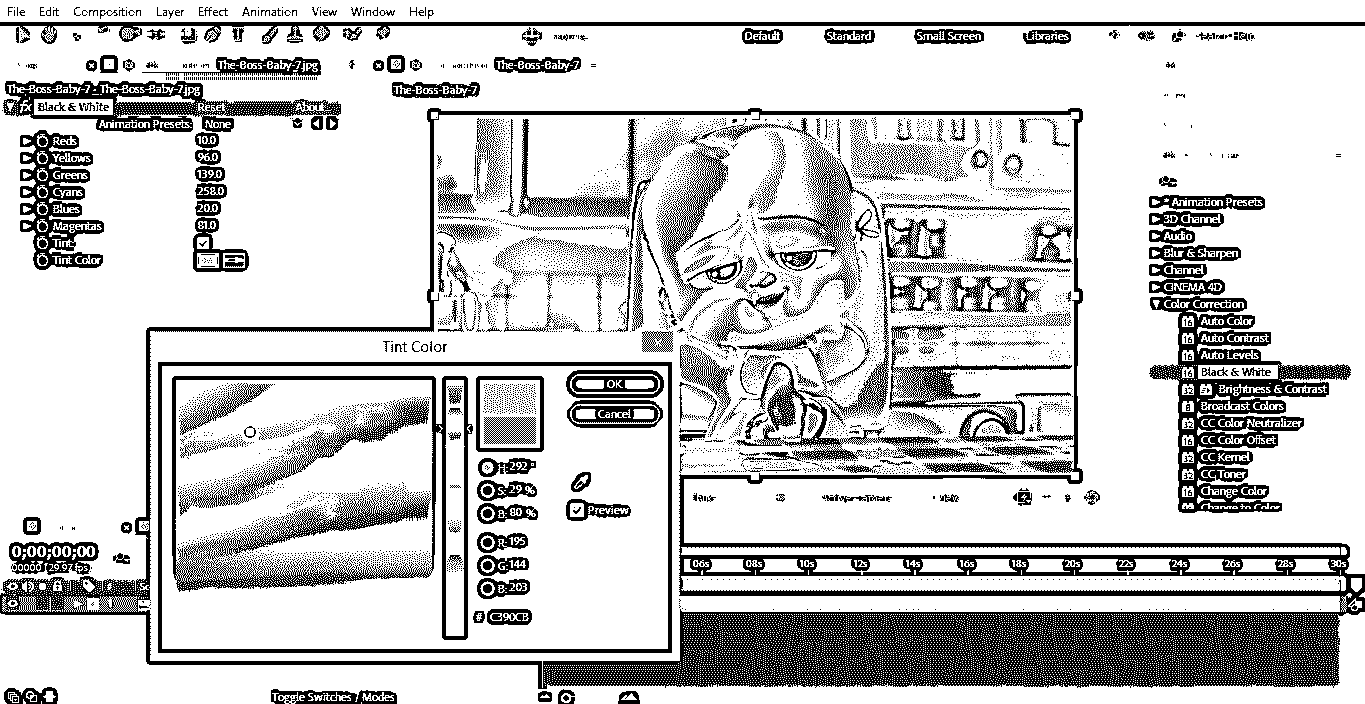 File Edit Composition Layer Effect Animation View Window Help
Default Standard Small Screen Libraries
The-Boss-Baby-7.jpg
The-Boss-Baby-7
The-Boss-Baby-7 - The-Boss-Baby-7.jpg
The-Boss-Baby-7
fx Black & White Reset About
Animation Presets: None
Reds 10.0
Yellows 96.0
Greens 139.0
Cyans 258.0
Blues 20.0
Magentas 81.0
Tint
Tint Color
Animation Presets
3D Channel
Audio
Blur & Sharpen
Channel
CINEMA 4D
Color Correction
Auto Color
Auto Contrast
Auto Levels
Black & White
Brightness & Contrast
Broadcast Colors
CC Color Neutralizer
CC Color Offset
CC Kernel
CC Toner
Change Color
Change to Color
Tint Color
OK
Cancel
H: 292 °
S: 29 %
B: 80 %
Preview
R: 195
G: 144
B: 203
# C390CB
0;00;00;00
00000 (29.97 fps)
06s 08s 10s 12s 14s 16s 18s 20s 22s 24s 26s 28s 30s
Toggle Switches / Modes